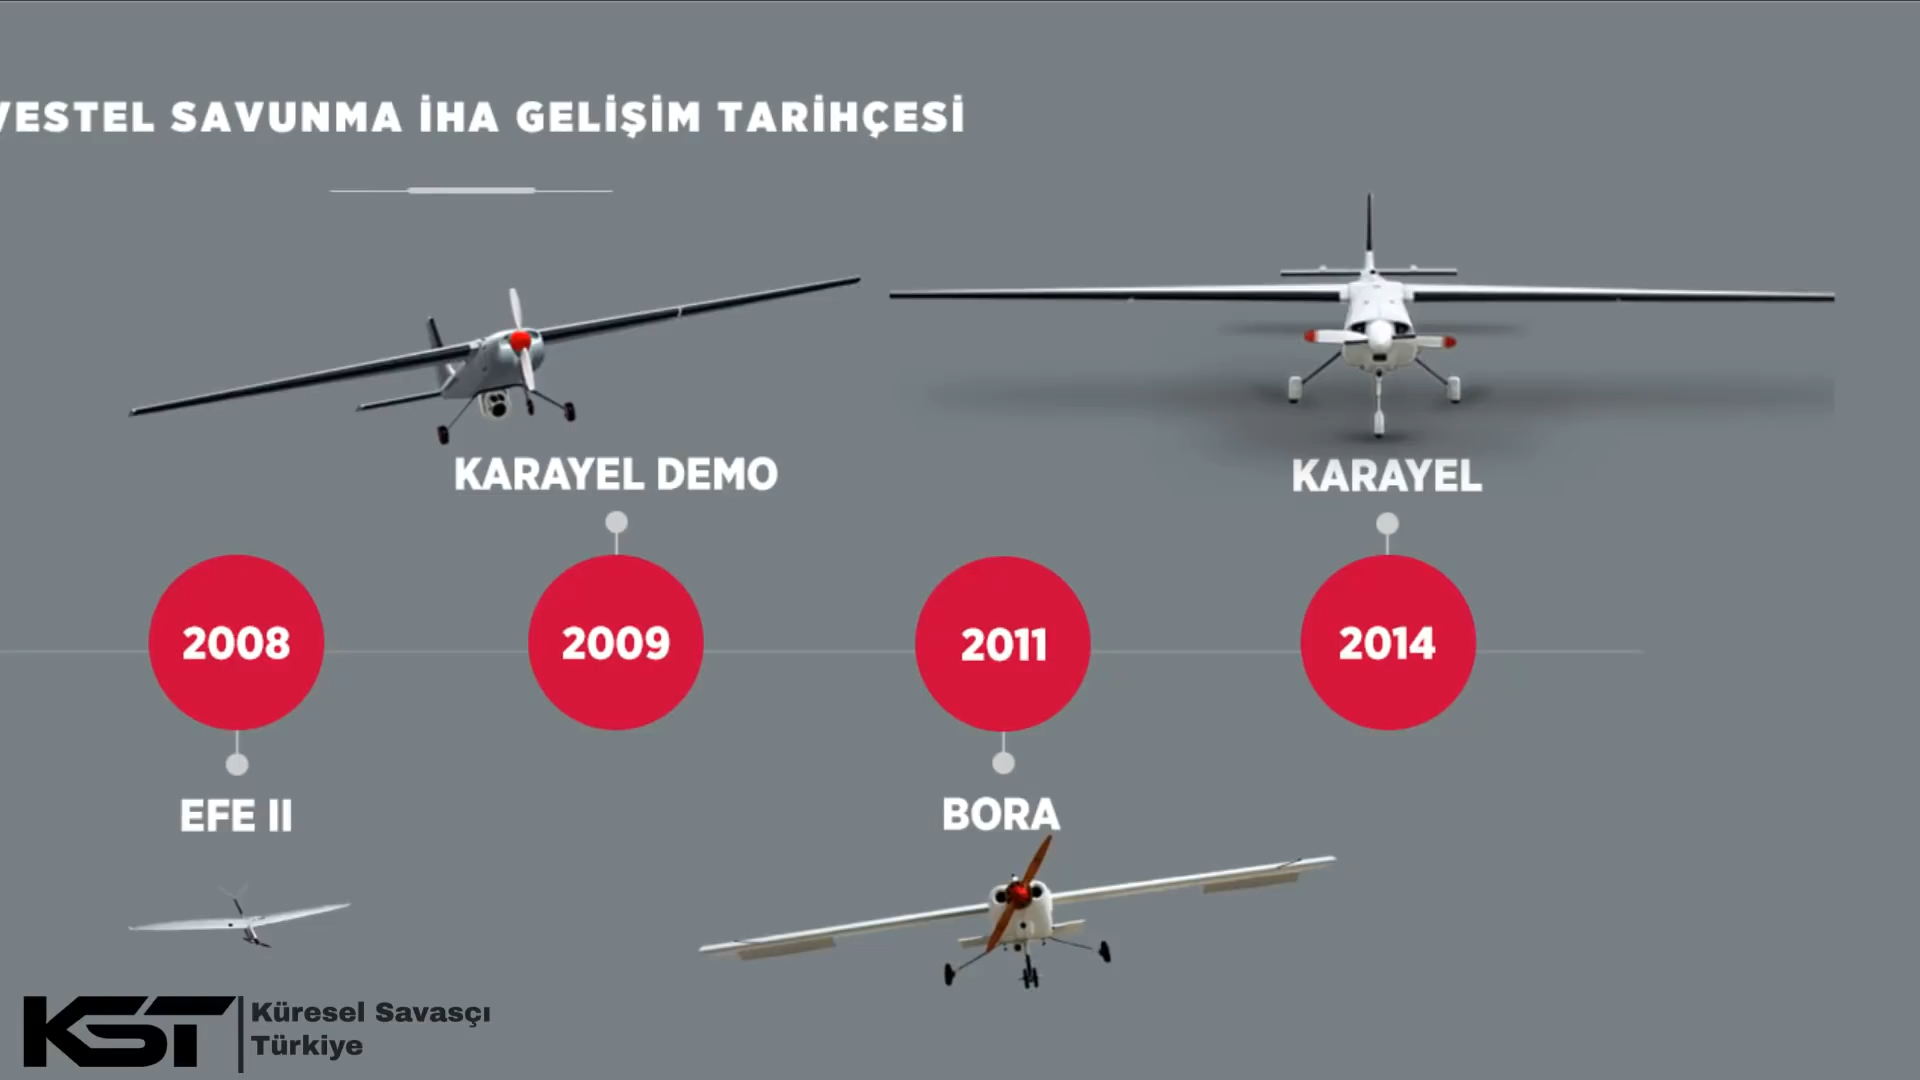 VESTEL SAVUNMA İHA GELİŞİM TARİHÇESİ
KARAYEL DEMO
KARAYEL
2008
2009
2011
2014
EFE II
BORA
KST
Küresel Savasçı
Türkiye